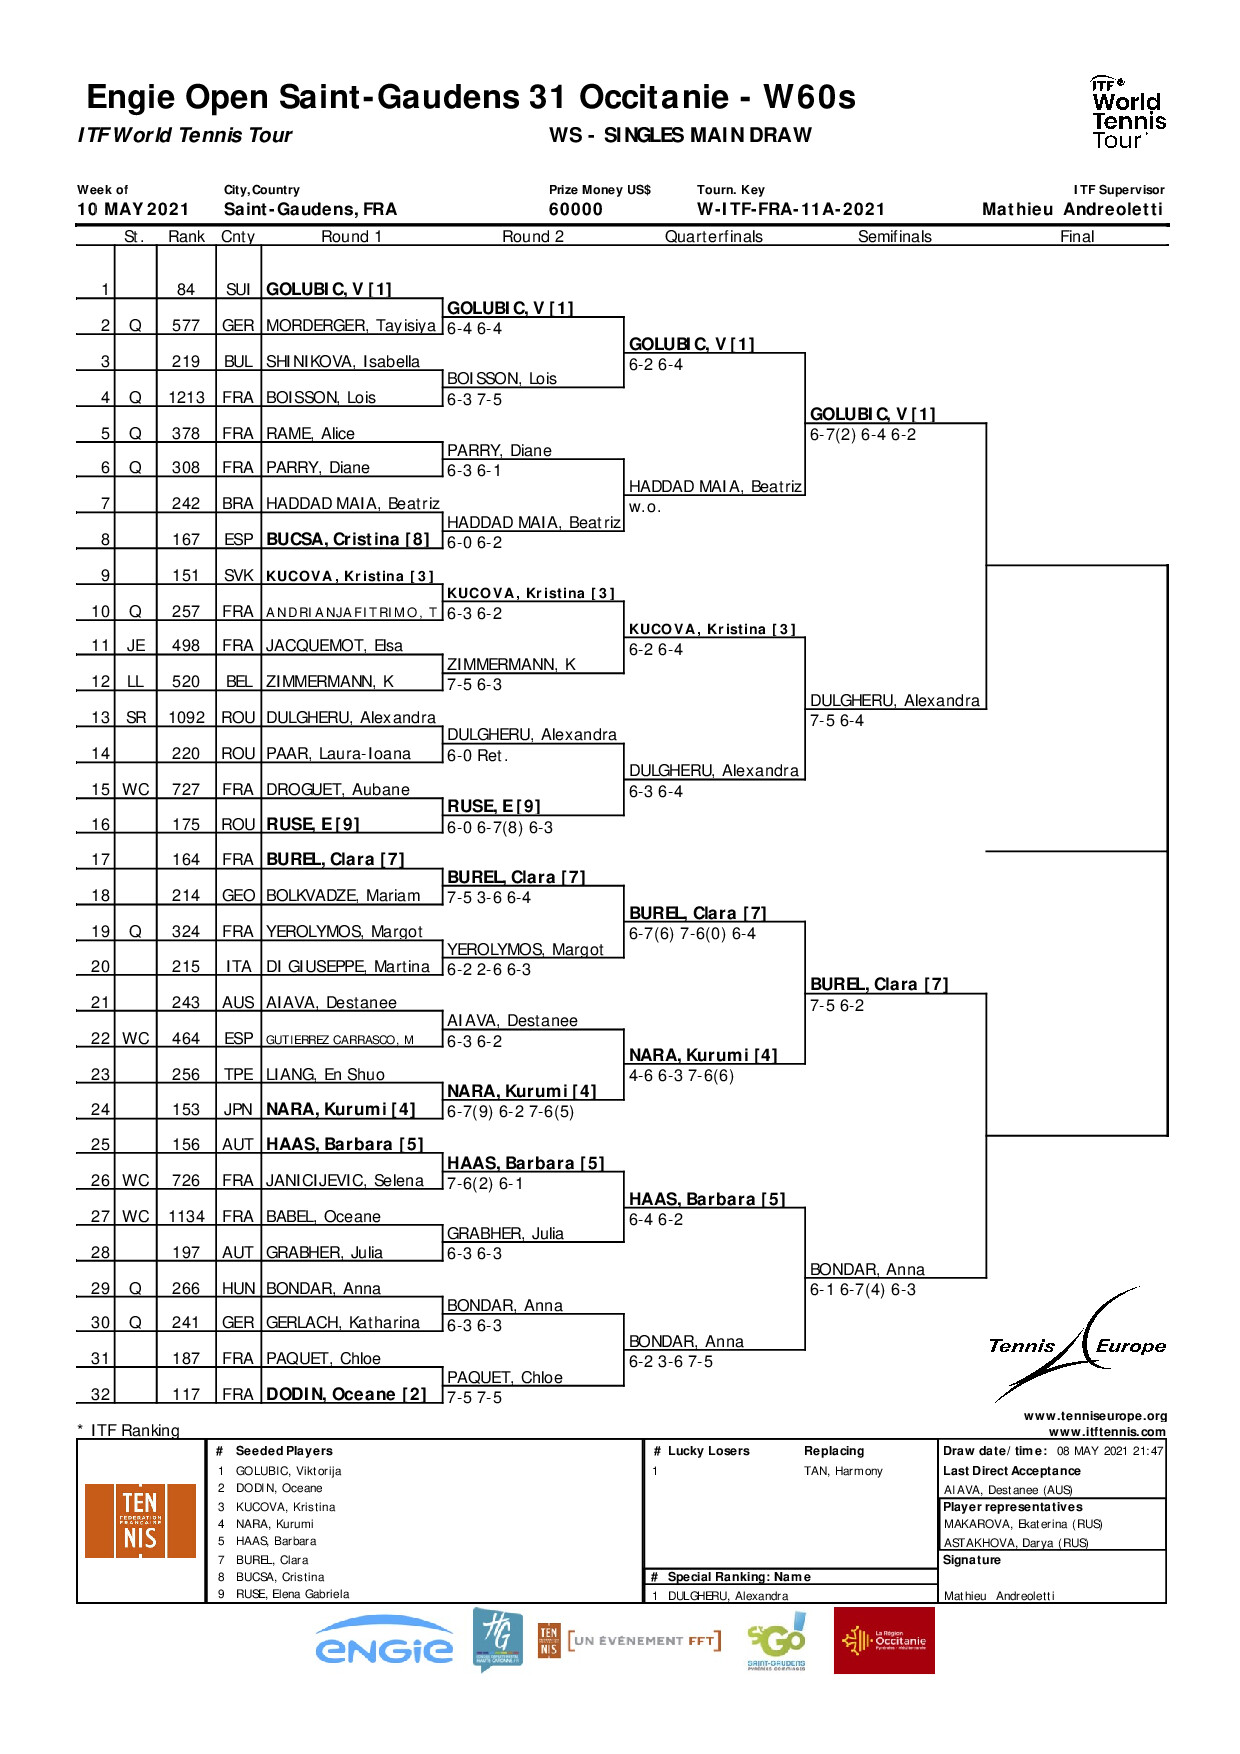 Engie Open Saint-Gaudens 31 Occitanie - W60s
ITF World Tennis Tour
WS - SINGLES MAIN DRAW
ITF
World
Tennis
Tour
Week of City,Country Prize Money US$ Tourn. Key ITF Supervisor
10 MAY 2021 Saint-Gaudens, FRA 60000 W-ITF-FRA-11A-2021 Mathieu Andreoletti
St. Rank Cnty Round 1 Round 2 Quarterfinals Semifinals Final
1 84 SUI GOLUBIC, V [1]
GOLUBIC, V [1]
2 Q 577 GER MORDERGER, Tayisiya 6-4 6-4
GOLUBIC, V [1]
3 219 BUL SHINIKOVA, Isabella 6-2 6-4
BOISSON, Lois
4 Q 1213 FRA BOISSON, Lois 6-3 7-5
GOLUBIC, V [1]
5 Q 378 FRA RAME, Alice 6-7(2) 6-4 6-2
PARRY, Diane
6 Q 308 FRA PARRY, Diane 6-3 6-1
HADDAD MAIA, Beatriz
7 242 BRA HADDAD MAIA, Beatriz w.o.
HADDAD MAIA, Beatriz
8 167 ESP BUCSA, Cristina [8] 6-0 6-2
9 151 SVK KUCOVA, Kristina [3]
KUCOVA, Kristina [3]
10 Q 257 FRA ANDRIANJAFITRIMO, T 6-3 6-2
KUCOVA, Kristina [3]
11 JE 498 FRA JACQUEMOT, Elsa 6-2 6-4
ZIMMERMANN, K
12 LL 520 BEL ZIMMERMANN, K 7-5 6-3
DULGHERU, Alexandra
13 SR 1092 ROU DULGHERU, Alexandra 7-5 6-4
DULGHERU, Alexandra
14 220 ROU PAAR, Laura-Ioana 6-0 Ret.
DULGHERU, Alexandra
15 WC 727 FRA DROGUET, Aubane 6-3 6-4
RUSE, E [9]
16 175 ROU RUSE, E [9] 6-0 6-7(8) 6-3
17 164 FRA BUREL, Clara [7]
BUREL, Clara [7]
18 214 GEO BOLKVADZE, Mariam 7-5 3-6 6-4
BUREL, Clara [7]
19 Q 324 FRA YEROLYMOS, Margot 6-7(6) 7-6(0) 6-4
YEROLYMOS, Margot
20 215 ITA DI GIUSEPPE, Martina 6-2 2-6 6-3
BUREL, Clara [7]
21 243 AUS AIAVA, Destanee 7-5 6-2
AIAVA, Destanee
22 WC 464 ESP GUTIERREZ CARRASCO, M 6-3 6-2
NARA, Kurumi [4]
23 256 TPE LIANG, En Shuo 4-6 6-3 7-6(6)
NARA, Kurumi [4]
24 153 JPN NARA, Kurumi [4] 6-7(9) 6-2 7-6(5)
25 156 AUT HAAS, Barbara [5]
HAAS, Barbara [5]
26 WC 726 FRA JANICIJEVIC, Selena 7-6(2) 6-1
HAAS, Barbara [5]
27 WC 1134 FRA BABEL, Oceane 6-4 6-2
GRABHER, Julia
28 197 AUT GRABHER, Julia 6-3 6-3
BONDAR, Anna
29 Q 266 HUN BONDAR, Anna 6-1 6-7(4) 6-3
BONDAR, Anna
30 Q 241 GER GERLACH, Katharina 6-3 6-3
BONDAR, Anna
31 187 FRA PAQUET, Chloe 6-2 3-6 7-5
PAQUET, Chloe
32 117 FRA DODIN, Oceane [2] 7-5 7-5
Tennis Europe
www.tenniseurope.org
* ITF Ranking www.itftennis.com
# Seeded Players # Lucky Losers Replacing Draw date/time: 08 MAY 2021 21:47
1 GOLUBIC, Viktorija 1 TAN, Harmony Last Direct Acceptance
2 DODIN, Oceane AIAVA, Destanee (AUS)
3 KUCOVA, Kristina Player representatives
4 NARA, Kurumi MAKAROVA, Ekaterina (RUS)
5 HAAS, Barbara ASTAKHOVA, Darya (RUS)
7 BUREL, Clara Signature
8 BUCSA, Cristina # Special Ranking: Name
9 RUSE, Elena Gabriela 1 DULGHERU, Alexandra Mathieu Andreoletti
TEN
FEDERATION
FRANCAISE
NIS
ENGIE
HG
TEN
NIS
[UN ÉVÉNEMENT FFT]
StGo
SAINT-GAUDENS
La Région
Occitanie
Pyrénées - Méditerranée